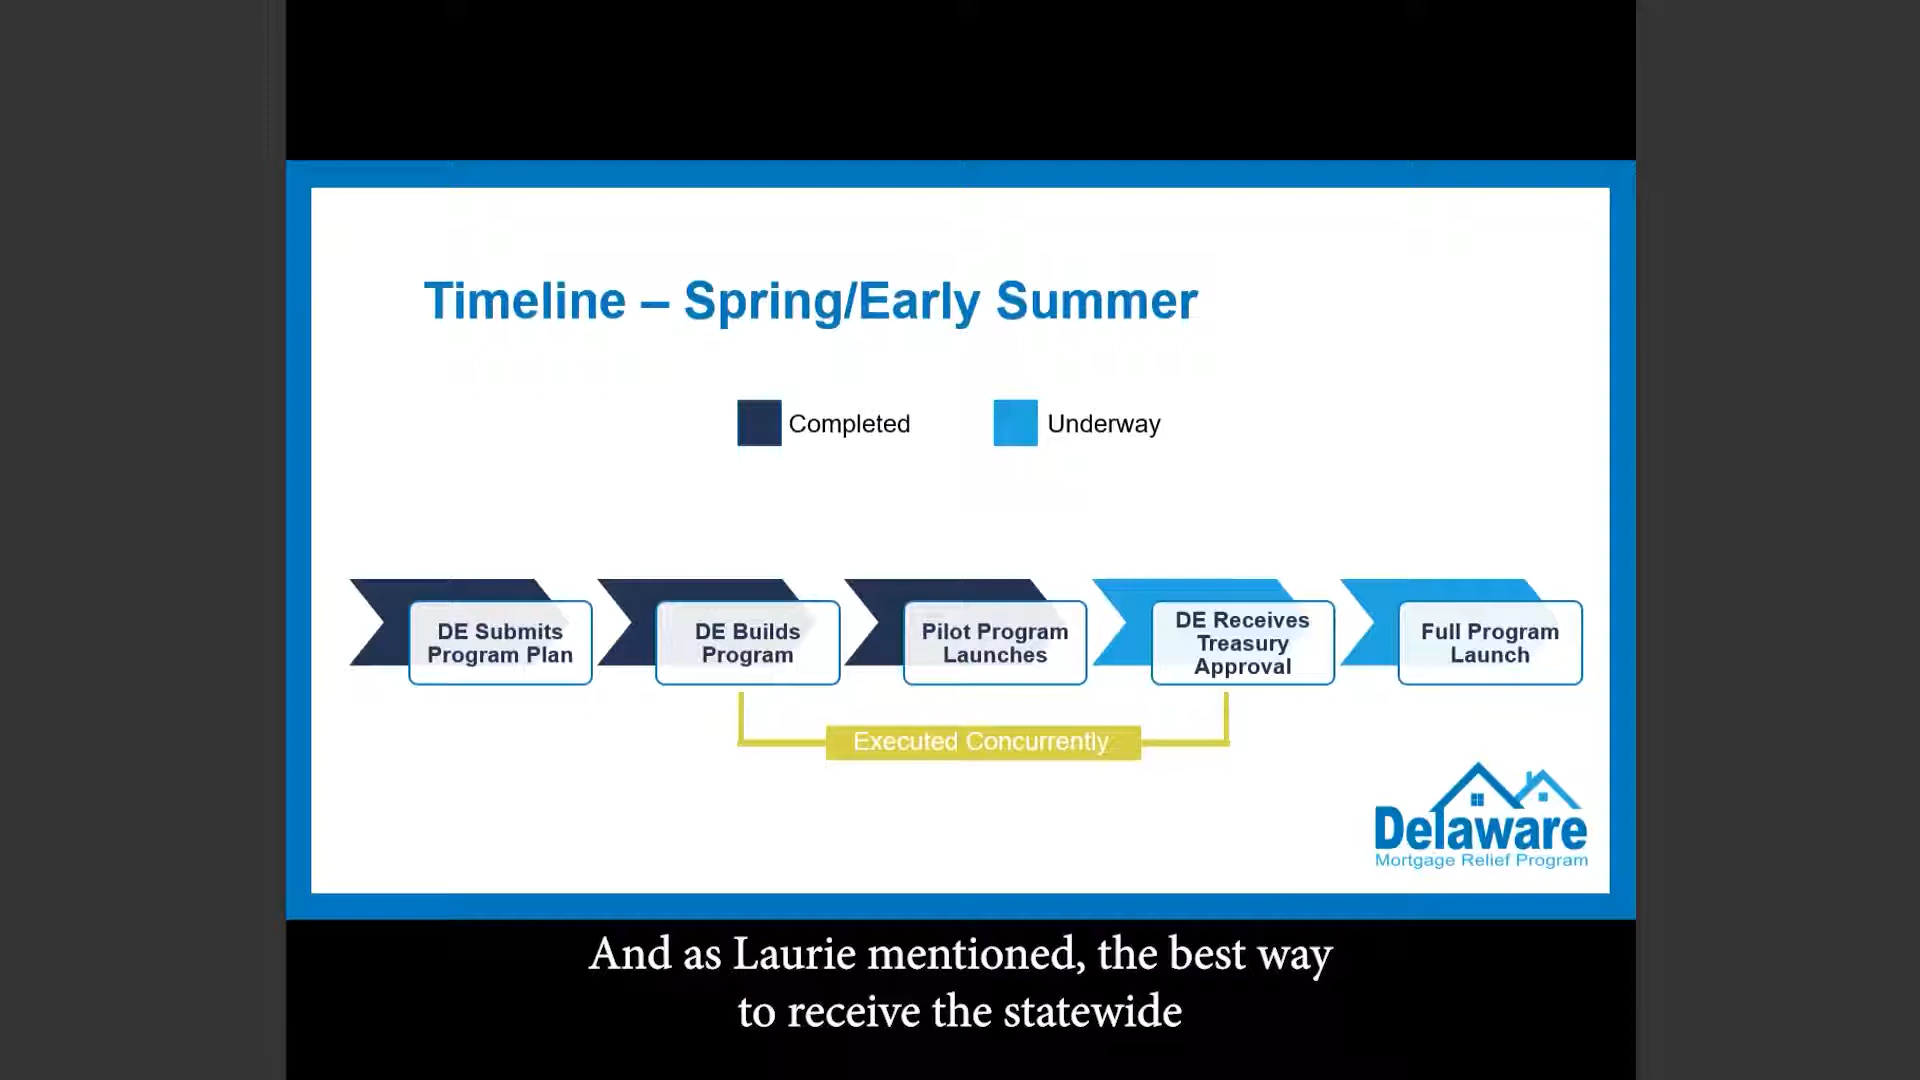 Timeline – Spring/Early Summer
Completed
Underway
DE Submits
Program Plan
DE Builds
Program
Pilot Program
Launches
DE Receives
Treasury
Approval
Full Program
Launch
Executed Concurrently
Delaware
Mortgage Relief Program
And as Laurie mentioned, the best way
to receive the statewide